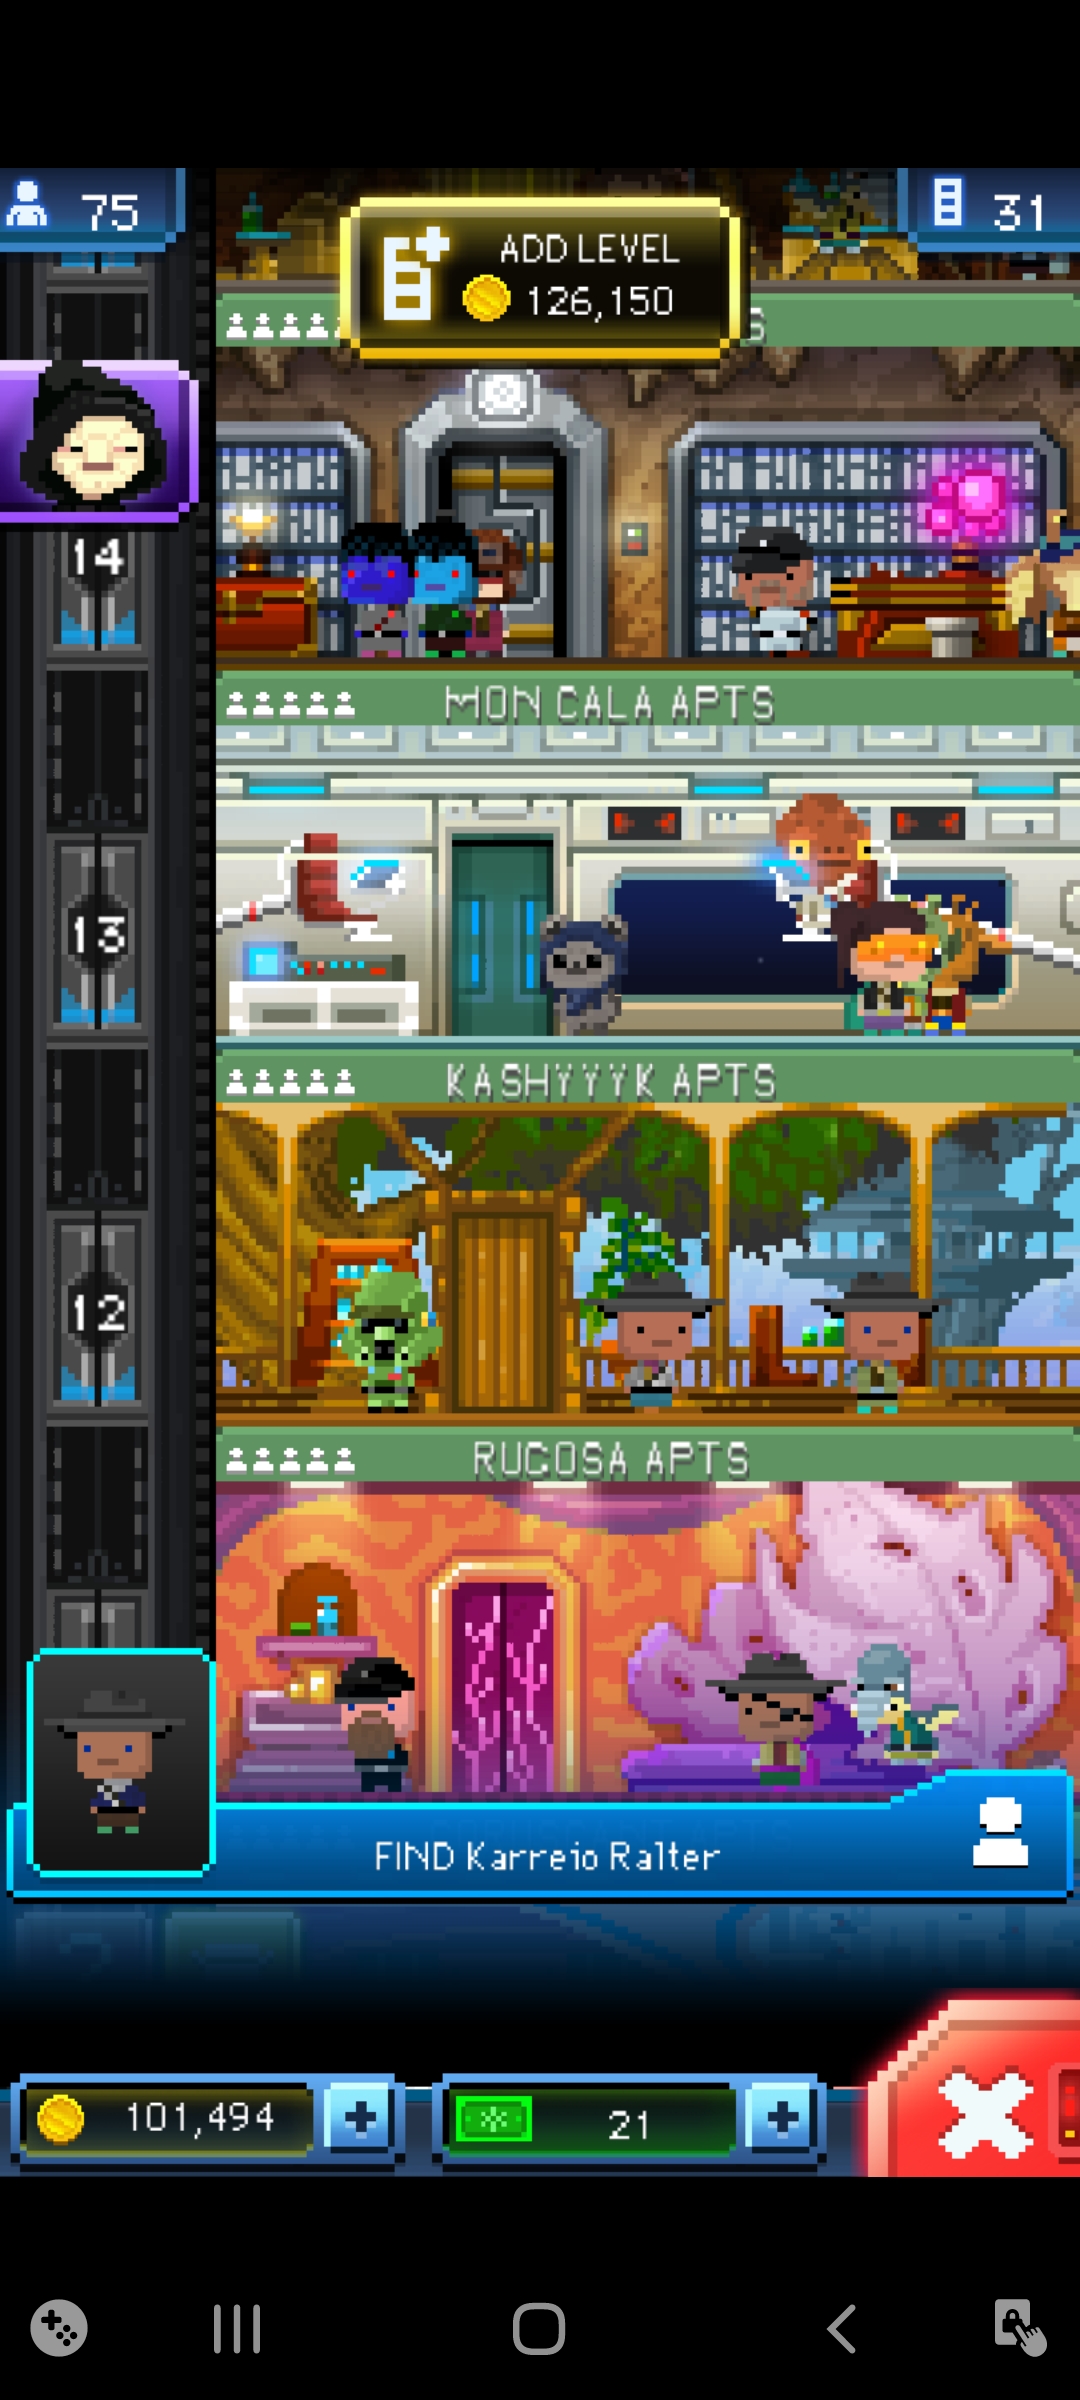 75
ADD LEVEL
126,150
31
S
14
MON CALA APTS
13
KASHYYYK APTS
12
RUCOSA APTS
FIND Karreio Ralter
101,494
21